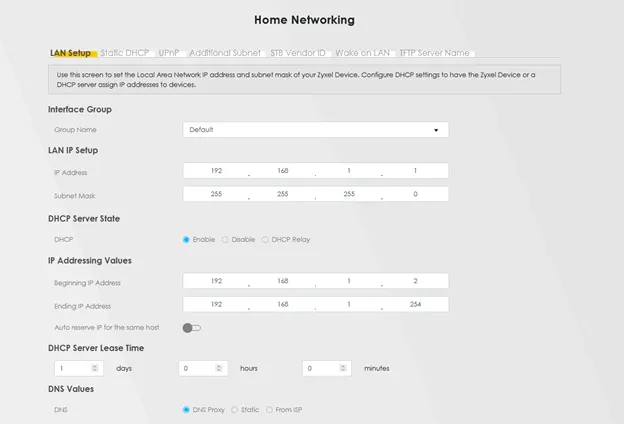 Home Networking
LAN Setup Static DHCP UPnP Additional Subnet STB Vendor ID Wake on LAN TFTP Server Name
Use this screen to set the Local Area Network IP address and subnet mask of your Zyxel Device. Configure DHCP settings to have the Zyxel Device or a
DHCP server assign IP addresses to devices.
Interface Group
Group Name Default
LAN IP Setup
IP Address 192 . 168 . 1 . 1
Subnet Mask 255 . 255 . 255 . 0
DHCP Server State
DHCP Enable Disable DHCP Relay
IP Addressing Values
Beginning IP Address 192 . 168 . 1 . 2
Ending IP Address 192 . 168 . 1 . 254
Auto reserve IP for the same host
DHCP Server Lease Time
1 days 0 hours 0 minutes
DNS Values
DNS DNS Proxy Static From ISP